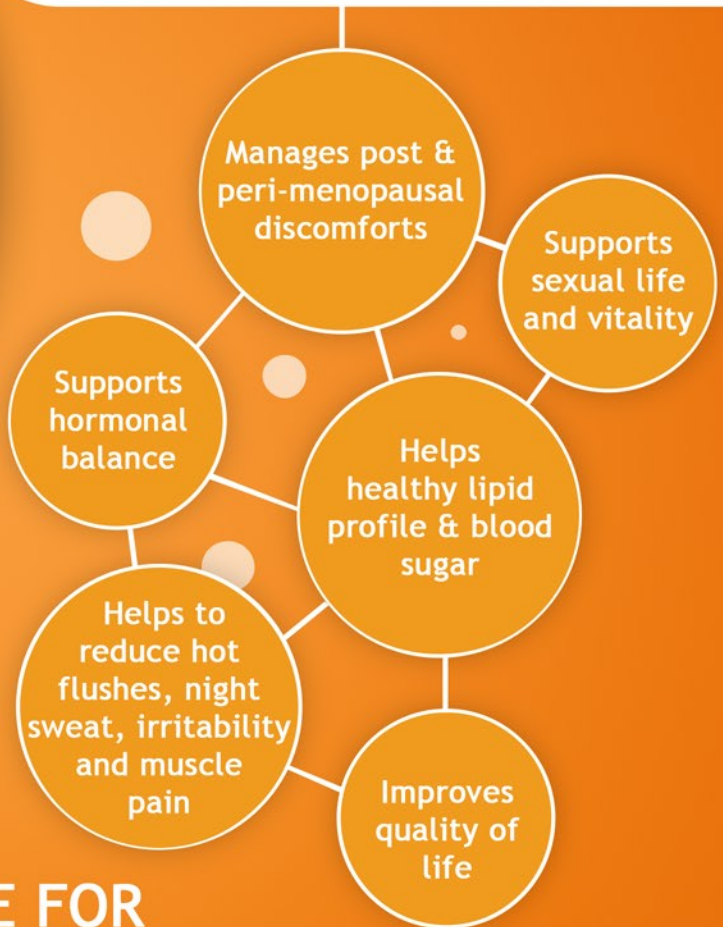 Manages post &
peri-menopausal
discomforts
Supports
sexual life
and vitality
Supports
hormonal
balance
Helps
healthy lipid
profile & blood
sugar
Helps to
reduce hot
flushes, night
sweat, irritability
and muscle
pain
Improves
quality of
life
FOR